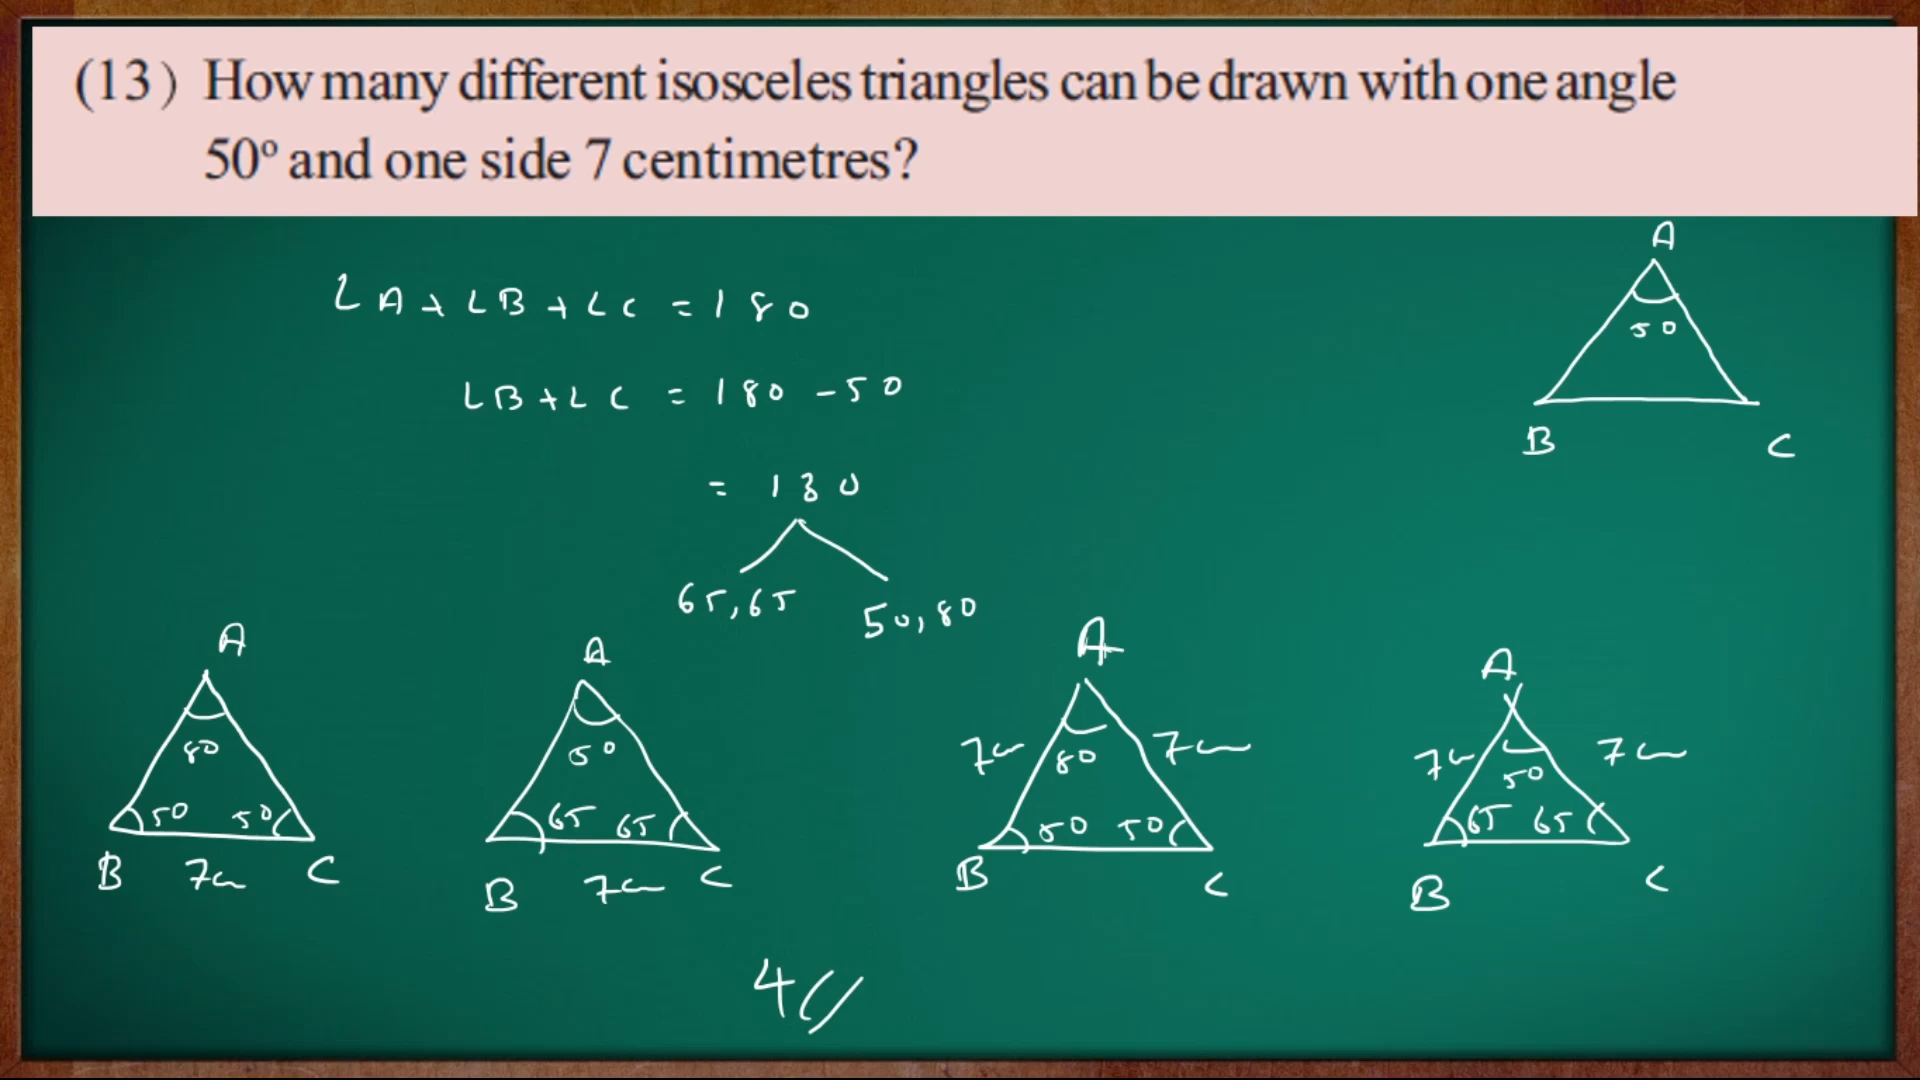 (13) How many different isosceles triangles can be drawn with one angle
50° and one side 7 centimetres?
∠A + ∠B + ∠C = 180
∠B + ∠C = 180 - 50
= 130
65, 65
50, 80
A
50
B
C
A
80
50
50
B
7cm
C
A
50
65
65
B
7cm
C
A
7cm
7cm
80
50
50
B
C
A
7cm
7cm
50
65
65
B
C
4//